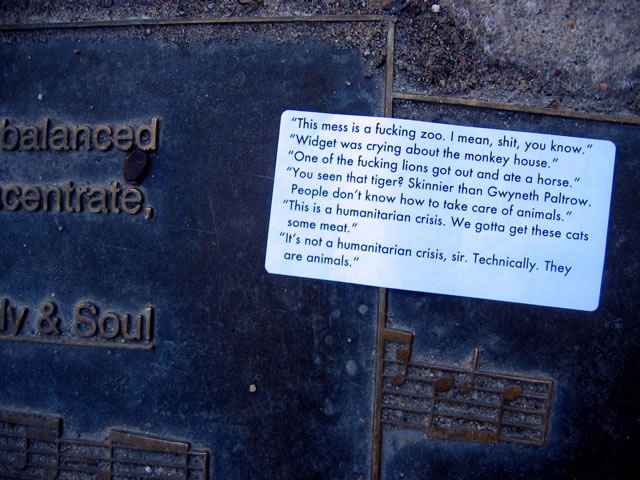 balanced
centrate,
& Soul
"This mess is a fucking zoo. I mean, shit, you know."
"Widget was crying about the monkey house."
"One of the fucking lions got out and ate a horse."
"You seen that tiger? Skinnier than Gwyneth Paltrow.
People don't know how to take care of animals."
"This is a humanitarian crisis. We gotta get these cats
some meat."
"It's not a humanitarian crisis, sir. Technically. They
are animals."